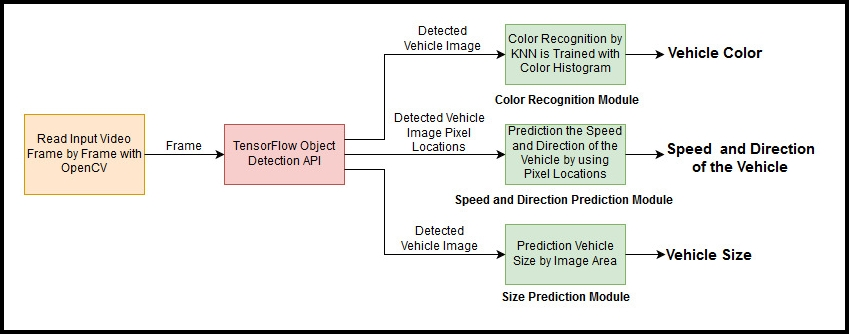 Read Input Video
Frame by Frame with
OpenCV
Frame
TensorFlow Object
Detection API
Detected
Vehicle Image
Color Recognition by
KNN is Trained with
Color Histogram
Vehicle Color
Color Recognition Module
Detected Vehicle
Image Pixel
Locations
Prediction the Speed
and Direction of the
Vehicle by using
Pixel Locations
Speed and Direction
of the Vehicle
Speed and Direction Prediction Module
Detected
Vehicle Image
Prediction Vehicle
Size by Image Area
Vehicle Size
Size Prediction Module